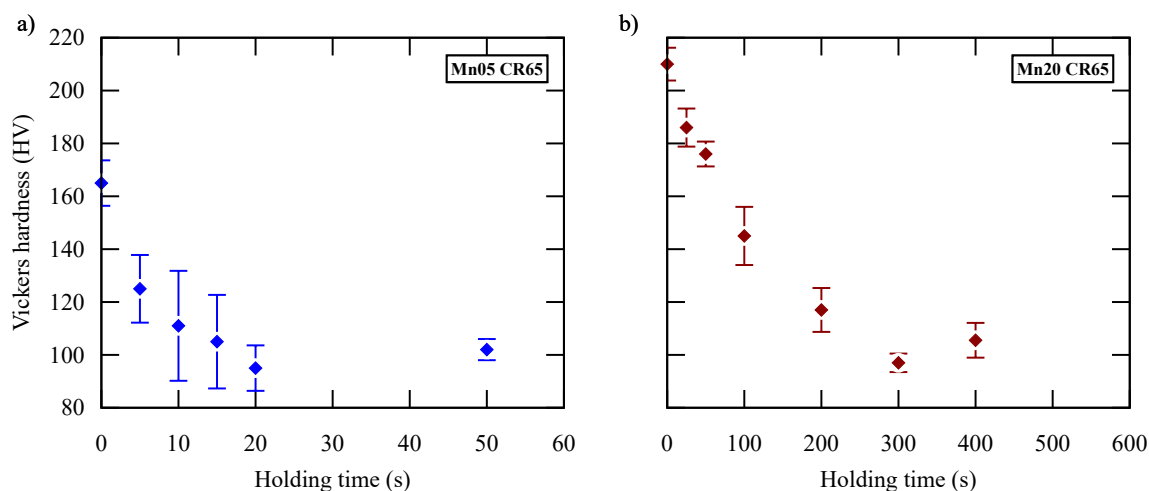 a)
Mn05 CR65
Vickers hardness (HV)
220
200
180
160
140
120
100
80
0 10 20 30 40 50 60
Holding time (s)
b)
Mn20 CR65
0 100 200 300 400 500 600
Holding time (s)